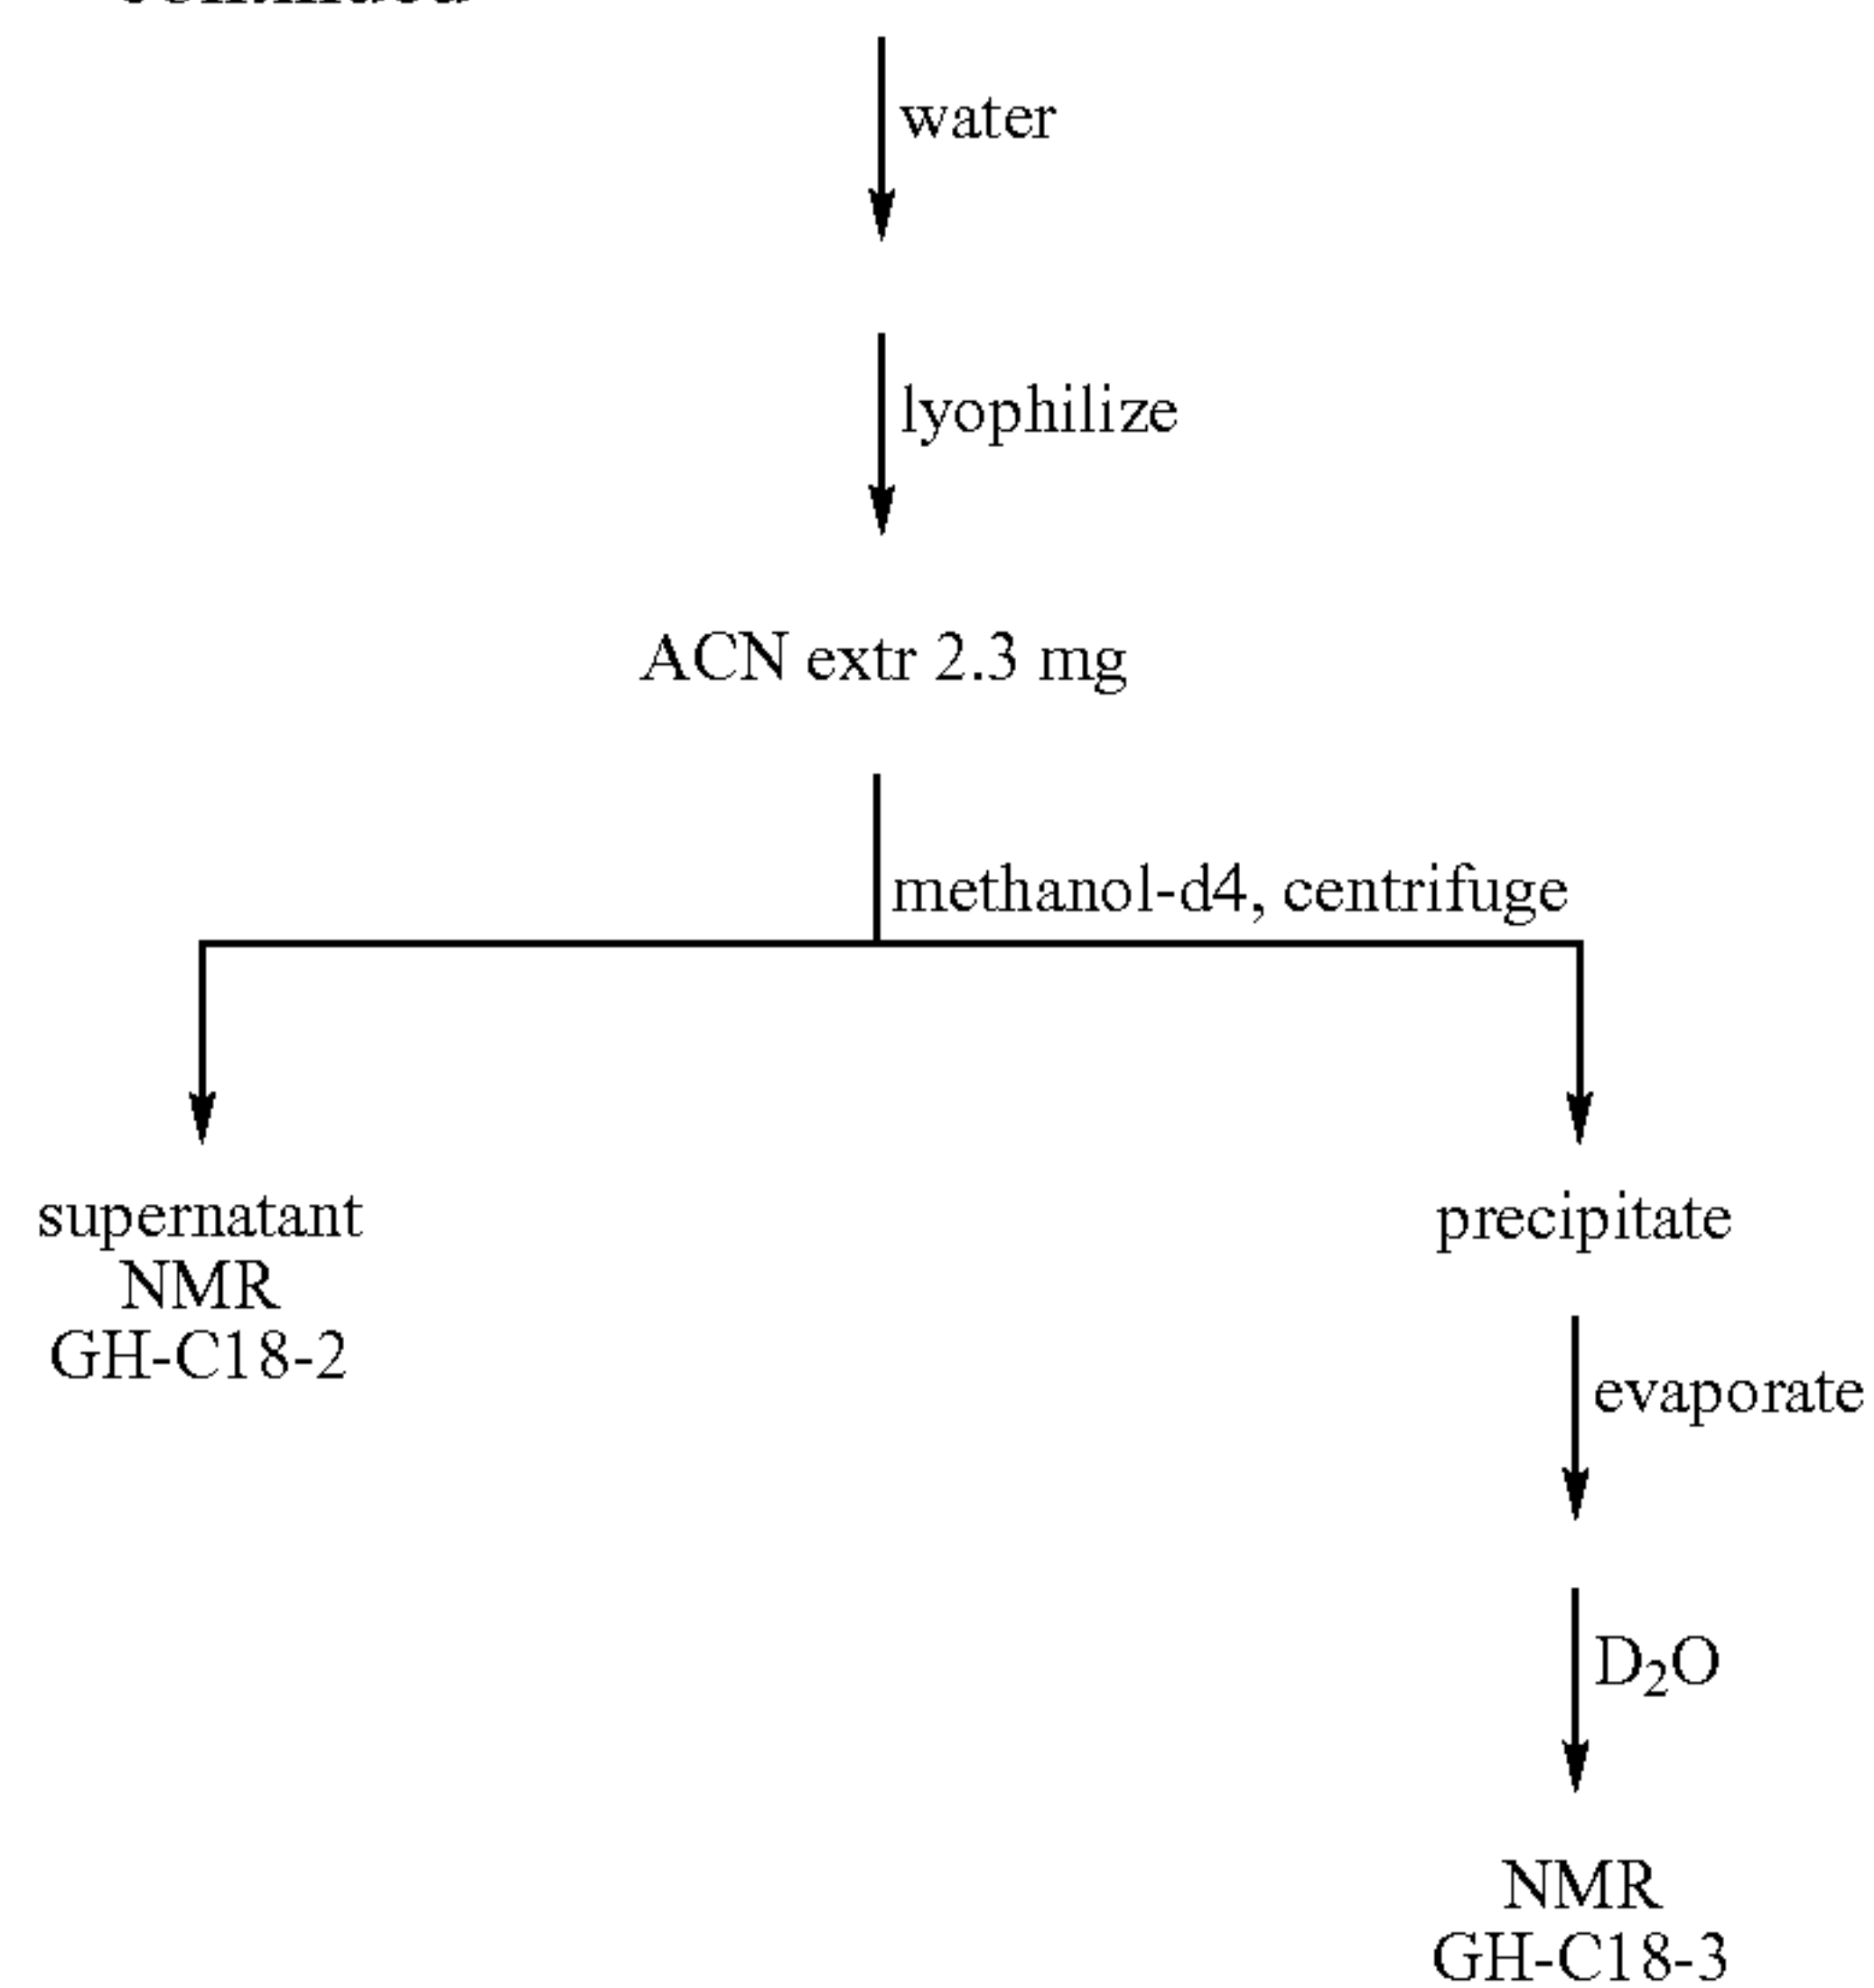 water
lyophilize
ACN extr 2.3 mg
methanol-d4, centrifuge
supernatant
NMR
GH-C18-2
precipitate
evaporate
D₂O
NMR
GH-C18-3